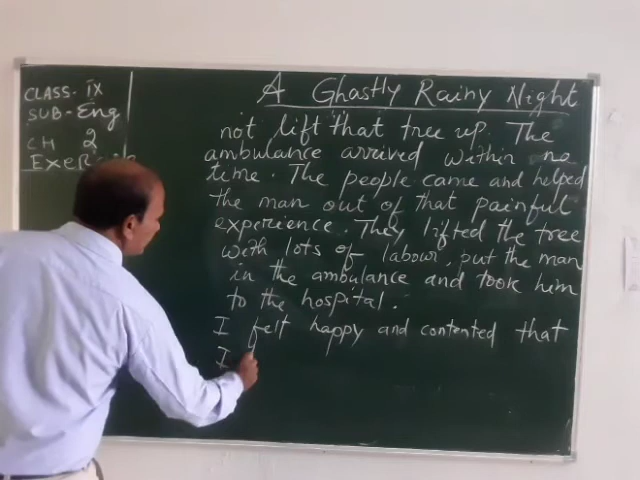 CLASS- IX
SUB- Eng
CH 2
A Ghastly Rainy Night
not lift that tree up. The
ambulance arrived within no
time. The people came and helped
the man out of that painful
experience. They lifted the tree
with lots of labour, put the man
in the ambulance and took him
to the hospital.
I felt happy and contented that
I